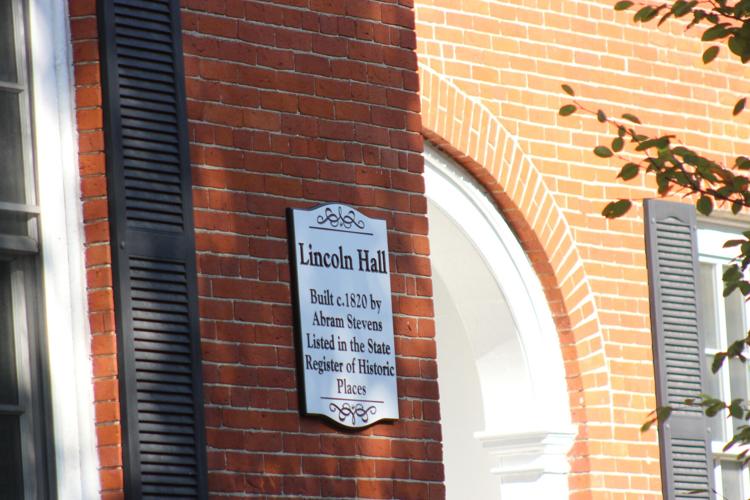 Lincoln Hall
Built c.1820 by
Abram Stevens
Listed in the State
Register of Historic
Places